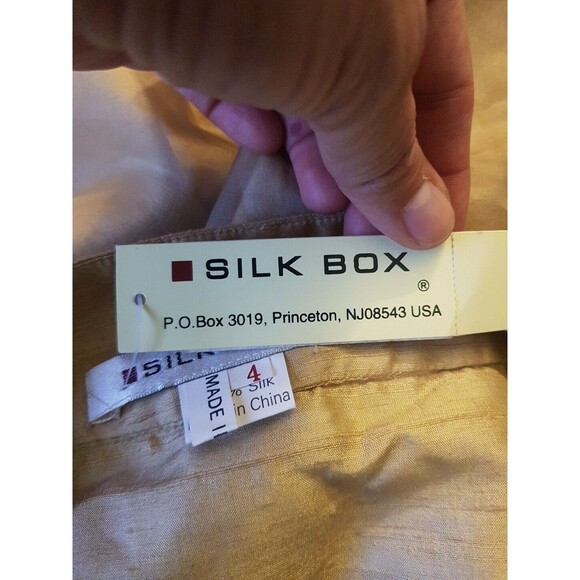 SILK BOX ®
P.O.Box 3019, Princeton, NJ08543 USA
SILK
4
% Silk
MADE I
in China